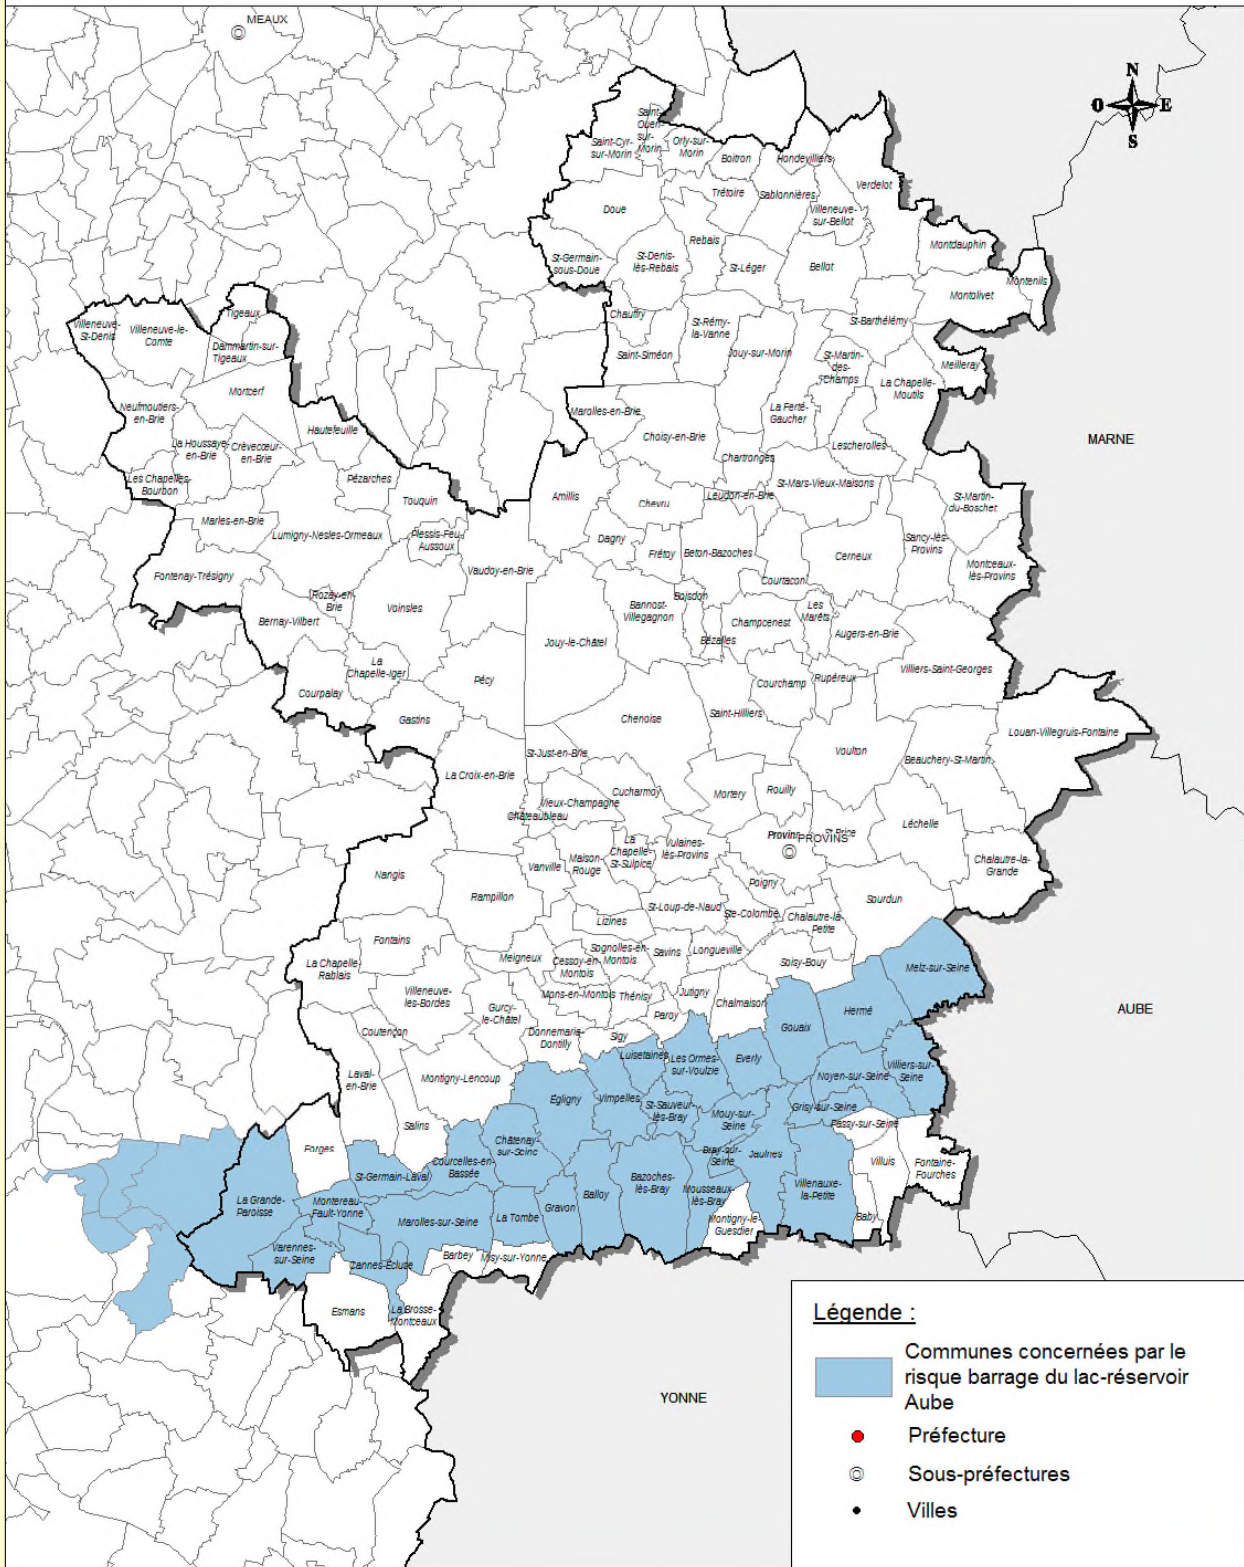 MEAUX
N
O
E
S
Saint-
Ouen-
sur-
Morin
Saint-Cyr-
sur-Morin
Orly-sur-
Morin
Boitron
Hondevilliers
Verdelot
Trétoire
Sablonnières
Villeneuve-
sur-Bellot
Doue
Rebais
Montdauphin
St-Germain-
sous-Doue
St-Denis-
lès-Rebais
St-Léger
Bellot
Montenils
Montolivet
Tigeaux
Villeneuve-
St-Denis
Villeneuve-le-
Comte
Dammartin-sur-
Tigeaux
Chauffry
St-Rémy-
la-Vanne
St-Barthélémy
Saint-Siméon
Jouy-sur-Morin
St-Martin-
des-
Champs
Meilleray
La Chapelle-
Moutils
Mortcerf
Neufmoutiers-
en-Brie
Marolles-en-Brie
La Ferté-
Gaucher
Hautefeuille
Choisy-en-Brie
La Houssaye-
en-Brie
Crèvecœur-
en-Brie
Lescherolles
MARNE
Chartronges
Les Chapelles-
Bourbon
Pézarches
St-Mars-Vieux-Maisons
Touquin
Amillis
Chevru
Leudon-en-Brie
St-Martin-
du-Boschet
Marles-en-Brie
Lumigny-Nesles-Ormeaux
Plessis-Feu-
Aussoux
Dagny
Frétoy
Beton-Bazoches
Cerneux
Sancy-lès-
Provins
Montceaux-
lès-Provins
Fontenay-Trésigny
Vaudoy-en-Brie
Courtacon
Rozay-en-
Brie
Voinsles
Boisdon
Bannost-
Villegagnon
Les
Marêts
Bernay-Vilbert
Champcenest
Augers-en-Brie
Jouy-le-Châtel
Bézalles
La
Chapelle-Iger
Villiers-Saint-Georges
Pécy
Courchamp
Rupéreux
Courpalay
Gastins
Chenoise
Saint-Hilliers
Louan-Villegruis-Fontaine
St-Just-en-Brie
Voulton
Beauchery-St-Martin
La Croix-en-Brie
Cucharmoy
Mortery
Rouilly
Vieux-Champagne
Châteaubleau
Léchelle
Provins
PROVINS
St-Brice
La
Chapelle-
St-Sulpice
Vulaines-
lès-Provins
Maison-
Rouge
Vanville
Chalautre-la-
Grande
Nangis
Poigny
Rampillon
Sourdun
St-Loup-de-Naud
Ste-Colombe
Chalautre-la-
Petite
Lizines
Fontains
Sognolles-en-
Montois
Savins
Longueville
Meigneux
Cessoy-en-
Montois
Soisy-Bouy
La Chapelle-
Rablais
Melz-sur-Seine
Villeneuve-
les-Bordes
Mons-en-Montois
Thénisy
Jutigny
Chalmaison
Gurcy-
le-Châtel
Paroy
Hermé
AUBE
Coutençon
Donnemarie-
Dontilly
Sigy
Gouaix
Luisetaines
Les Ormes-
sur-Voulzie
Everly
Villiers-sur-
Seine
Laval-
en-Brie
Montigny-Lencoup
Noyen-sur-Seine
Égligny
Vimpelles
St-Sauveur-
lès-Bray
Grisy-sur-Seine
Mouy-sur-
Seine
Passy-sur-Seine
Salins
Châtenay-
sur-Seine
Forges
Bray-sur-
Seine
Jaulnes
Villuis
Fontaine-
Fourches
Courcelles-en-
Bassée
St-Germain-Laval
Bazoches-
lès-Bray
Villenauxe-
la-Petite
La Grande-
Paroisse
Montereau-
Fault-Yonne
Balloy
Mousseaux-
lès-Bray
Gravon
Marolles-sur-Seine
La Tombe
Montigny-le-
Guesdier
Baby
Varennes-
sur-Seine
Cannes-Écluse
Barbey
Misy-sur-Yonne
Esmans
La Brosse-
Montceaux
YONNE
Légende :
Communes concernées par le
risque barrage du lac-réservoir
Aube
Préfecture
Sous-préfectures
Villes